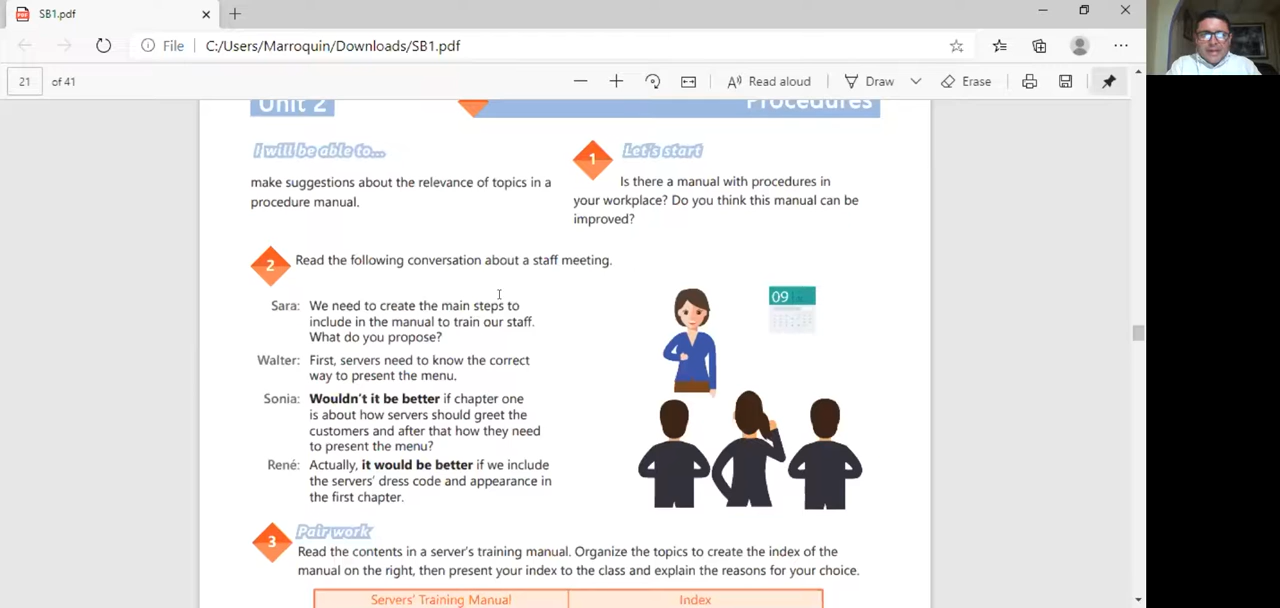 SB1.pdf
File
C:/Users/Marroquin/Downloads/SB1.pdf
21
of 41
Read aloud
Draw
Erase
Unit 2
Procedures
I will be able to...
make suggestions about the relevance of topics in a
procedure manual.
1
Let's start
Is there a manual with procedures in
your workplace? Do you think this manual can be
improved?
2
Read the following conversation about a staff meeting.
Sara: We need to create the main steps to
include in the manual to train our staff.
What do you propose?
Walter: First, servers need to know the correct
way to present the menu.
Sonia: Wouldn't it be better if chapter one
is about how servers should greet the
customers and after that how they need
to present the menu?
René: Actually, it would be better if we include
the servers' dress code and appearance in
the first chapter.
09
3
Pair work
Read the contents in a server's training manual. Organize the topics to create the index of the
manual on the right, then present your index to the class and explain the reasons for your choice.
Servers' Training Manual
Index